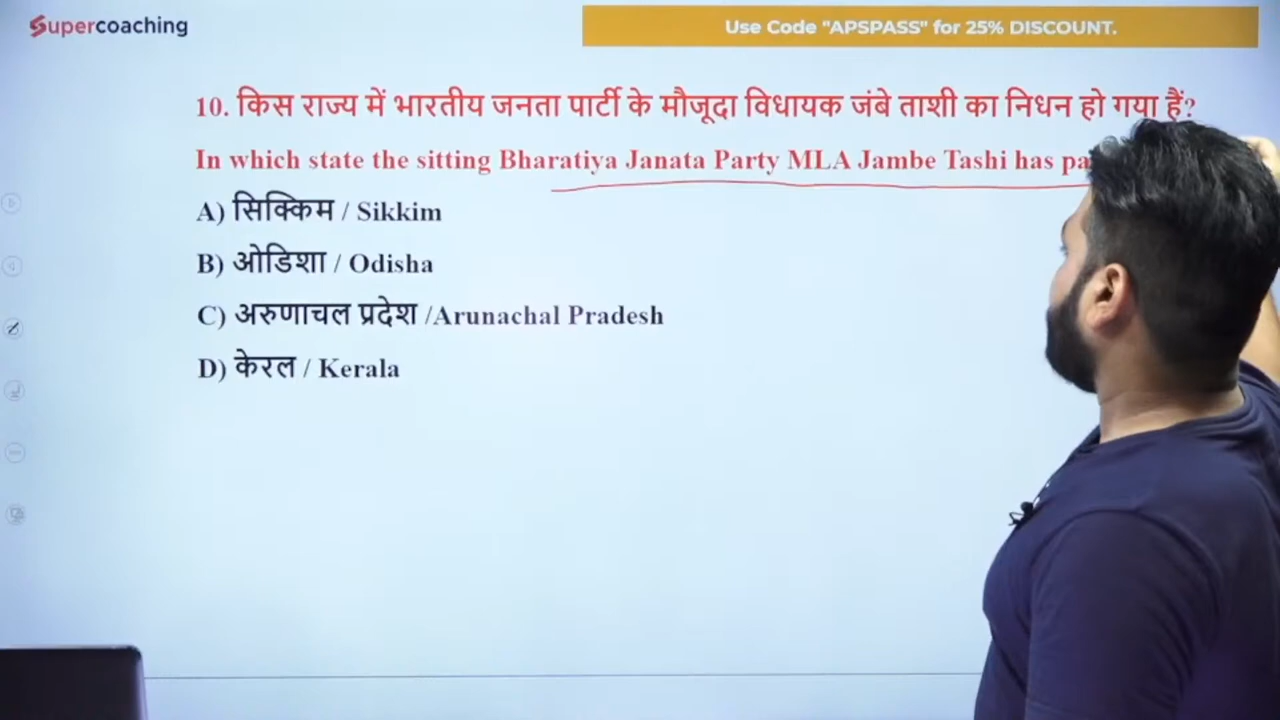 Supercoaching
Use Code "APSPASS" for 25% DISCOUNT.
10. किस राज्य में भारतीय जनता पार्टी के मौजूदा विधायक जंबे ताशी का निधन हो गया हैं?
In which state the sitting Bharatiya Janata Party MLA Jambe Tashi has
A) सिक्किम / Sikkim
B) ओडिशा / Odisha
C) अरुणाचल प्रदेश /Arunachal Pradesh
D) केरल / Kerala